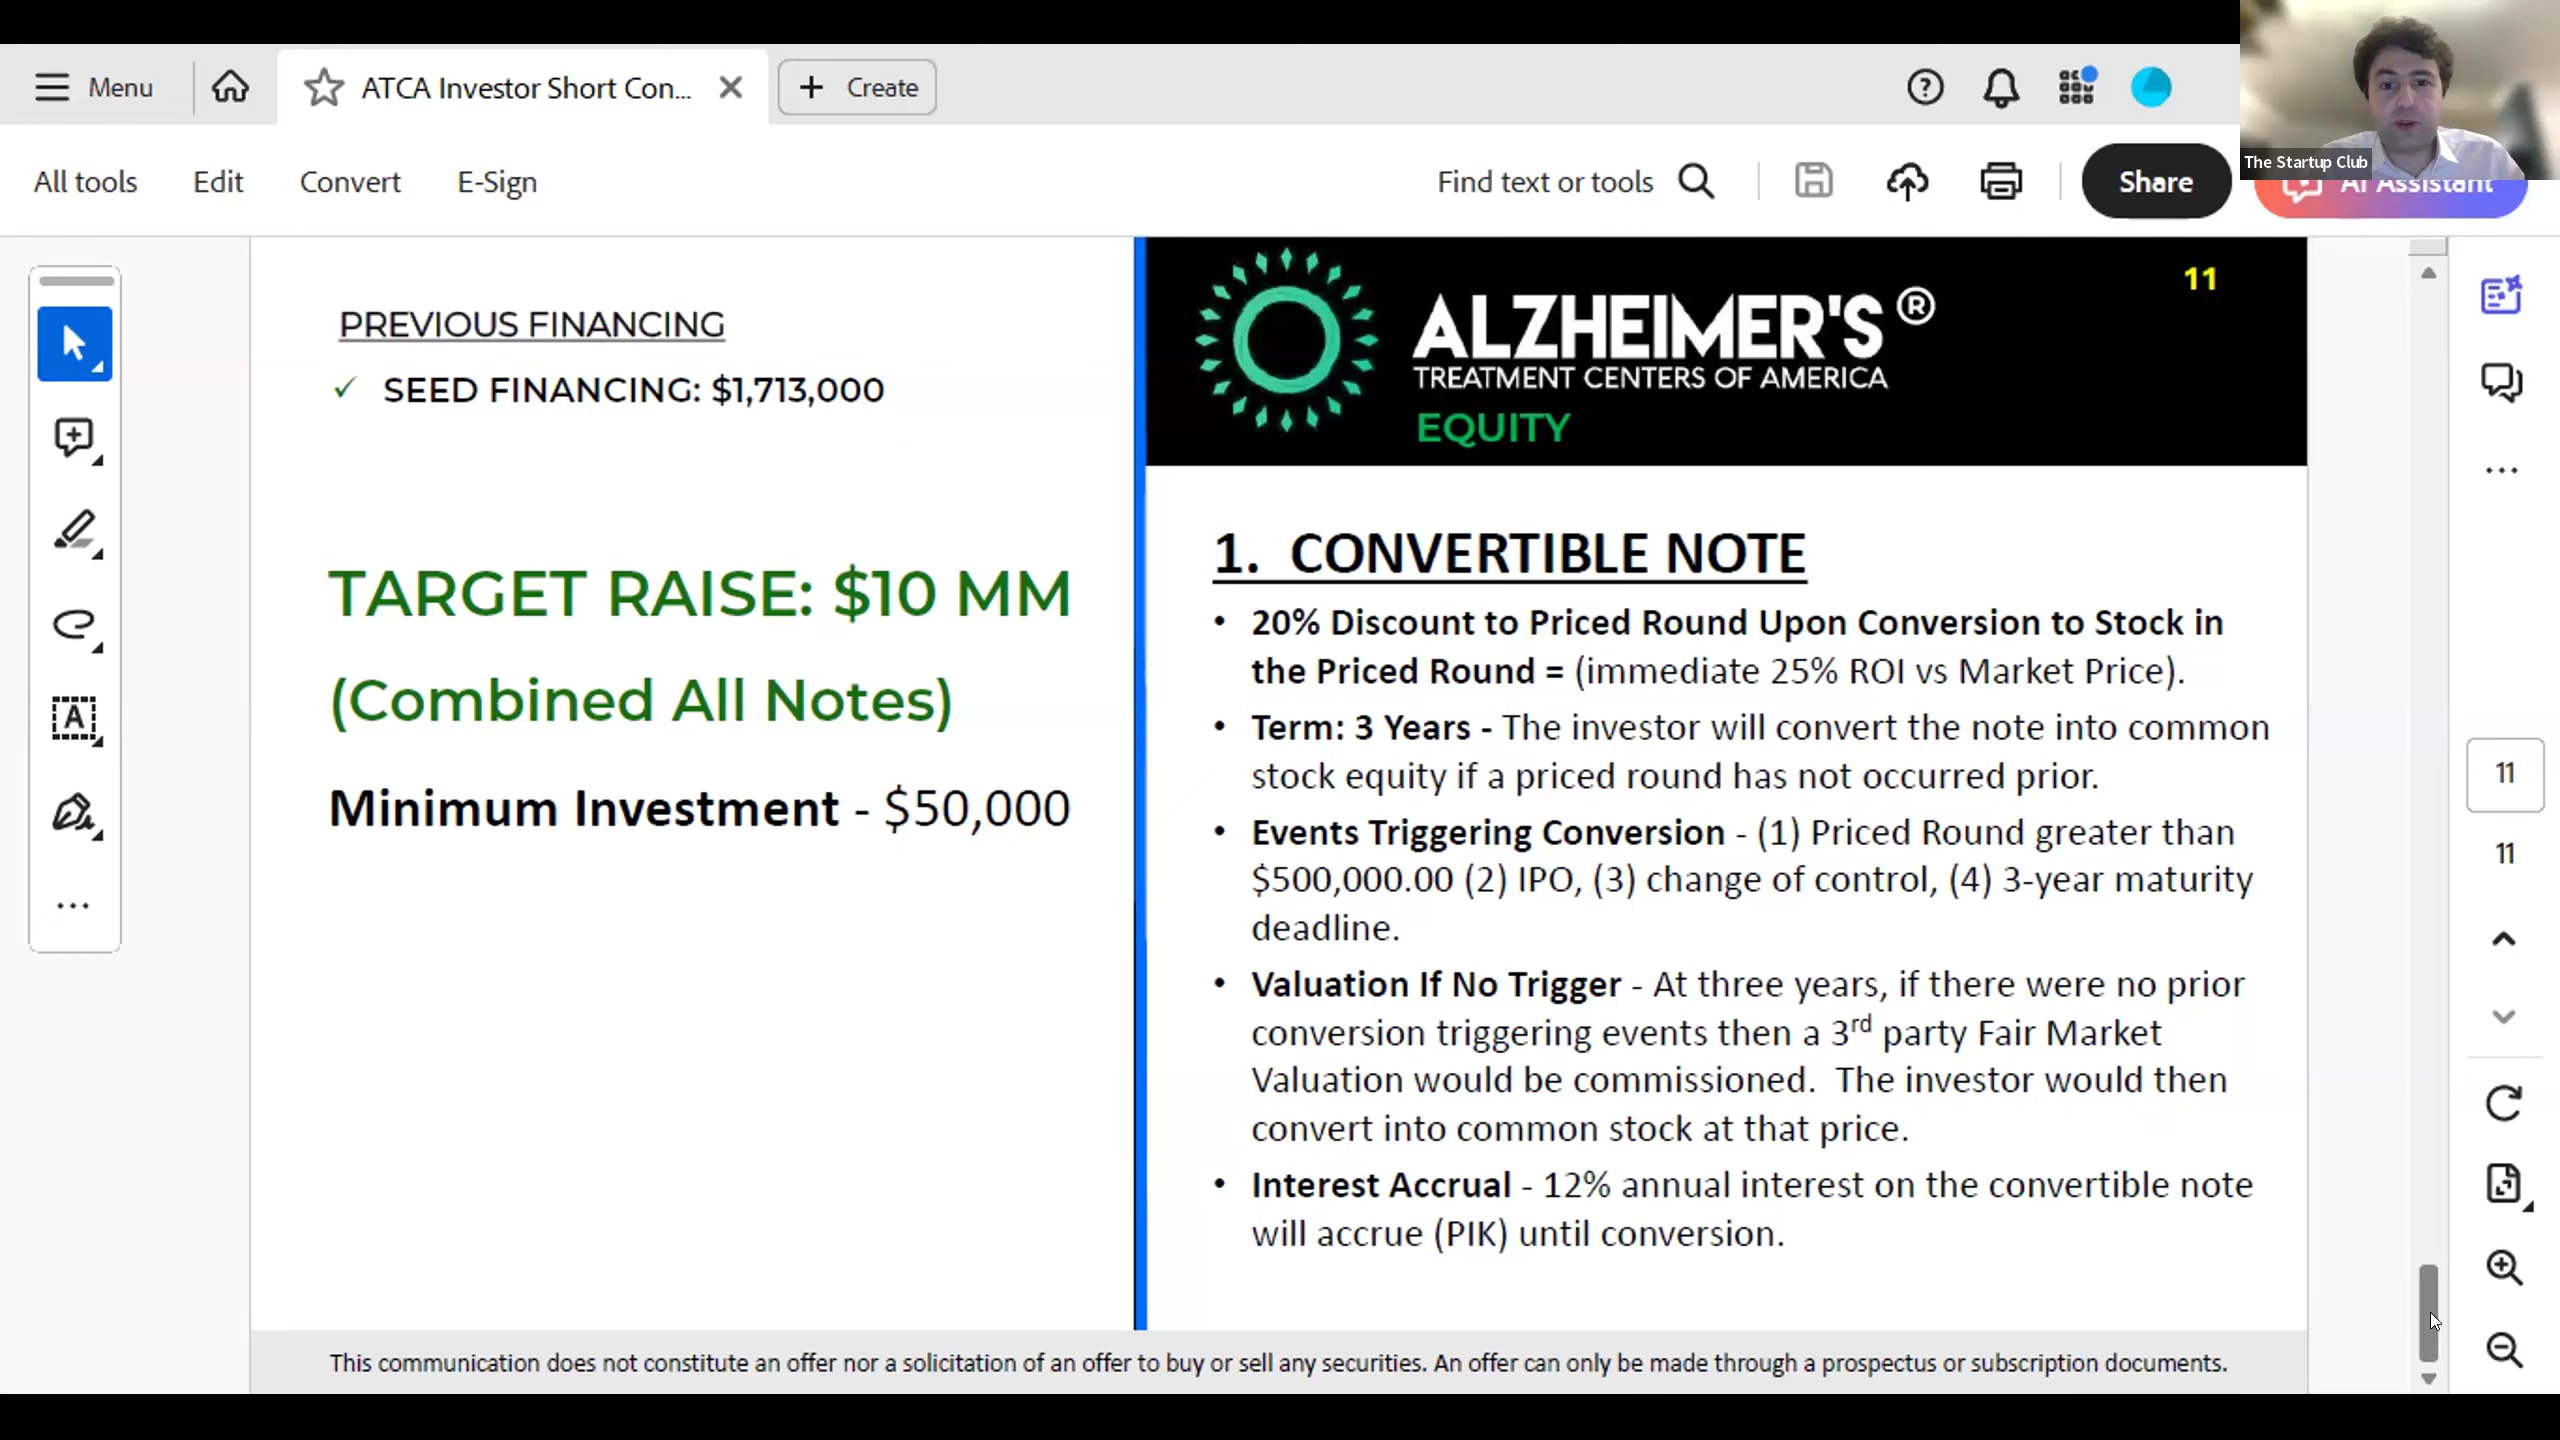 Menu
ATCA Investor Short Con...
Create
The Startup Club
All tools
Edit
Convert
E-Sign
Find text or tools
Share
AI Assistant
PREVIOUS FINANCING
✓ SEED FINANCING: $1,713,000
TARGET RAISE: $10 MM
(Combined All Notes)
Minimum Investment - $50,000
11
ALZHEIMER'S ®
TREATMENT CENTERS OF AMERICA
EQUITY
1. CONVERTIBLE NOTE
• 20% Discount to Priced Round Upon Conversion to Stock in
the Priced Round = (immediate 25% ROI vs Market Price).
• Term: 3 Years - The investor will convert the note into common
stock equity if a priced round has not occurred prior.
• Events Triggering Conversion - (1) Priced Round greater than
$500,000.00 (2) IPO, (3) change of control, (4) 3-year maturity
deadline.
• Valuation If No Trigger - At three years, if there were no prior
conversion triggering events then a 3rd party Fair Market
Valuation would be commissioned. The investor would then
convert into common stock at that price.
• Interest Accrual - 12% annual interest on the convertible note
will accrue (PIK) until conversion.
This communication does not constitute an offer nor a solicitation of an offer to buy or sell any securities. An offer can only be made through a prospectus or subscription documents.
11
11